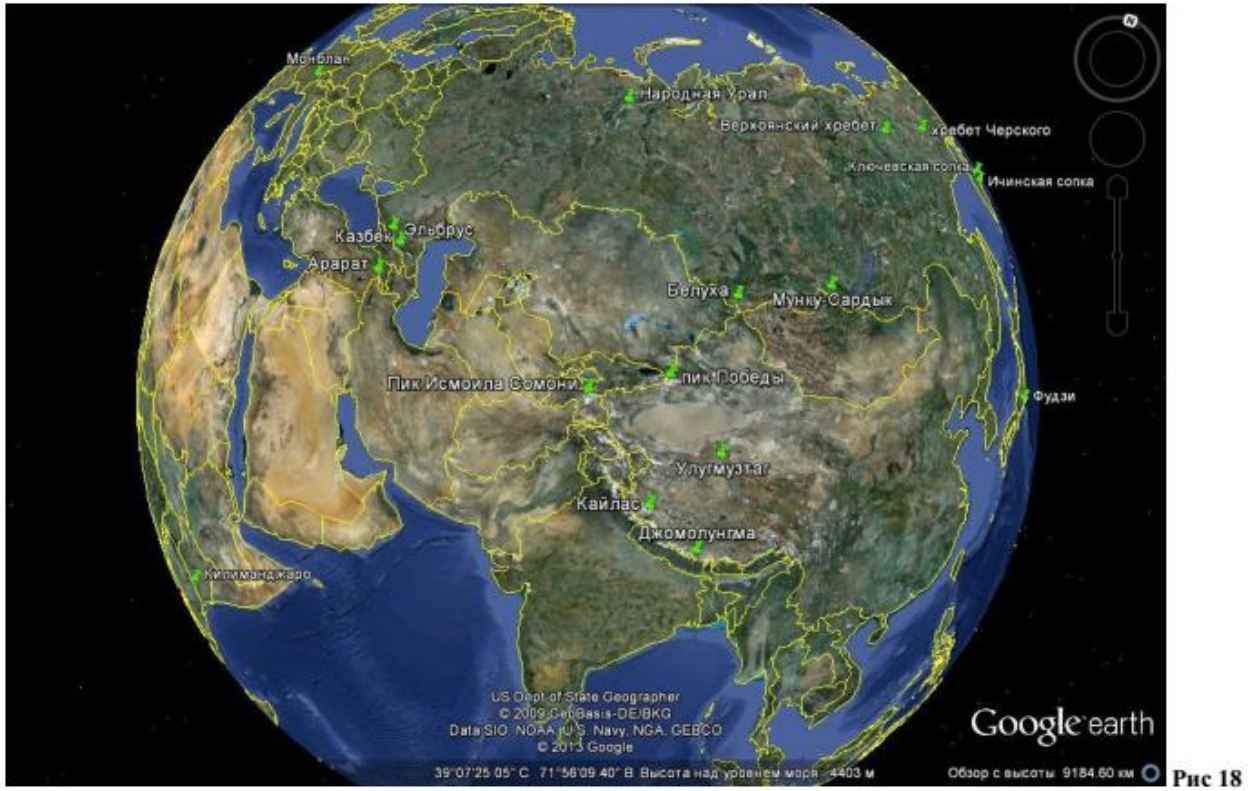 N
Монблан
Народная Урал
Верхоянский хребет
хребет Черского
Ключевская сопка
Ичинская сопка
Эльбрус
Казбек
Арарат
Белуха
Мунку-Сардык
Пик Исмоила Сомони
пик Победы
Фудзи
Улугмузтаг
Кайлас
Джомолунгма
Килиманджаро
US Dept of State Geographer
© 2009 GeoBasis-DE/BKG
Data SIO, NOAA, U.S. Navy, NGA, GEBCO
© 2013 Google
Google earth
39°07'25.05" С 71°56'09.40" В Высота над уровнем моря 4403 м
Обзор с высоты 9184.60 км
Рис 18